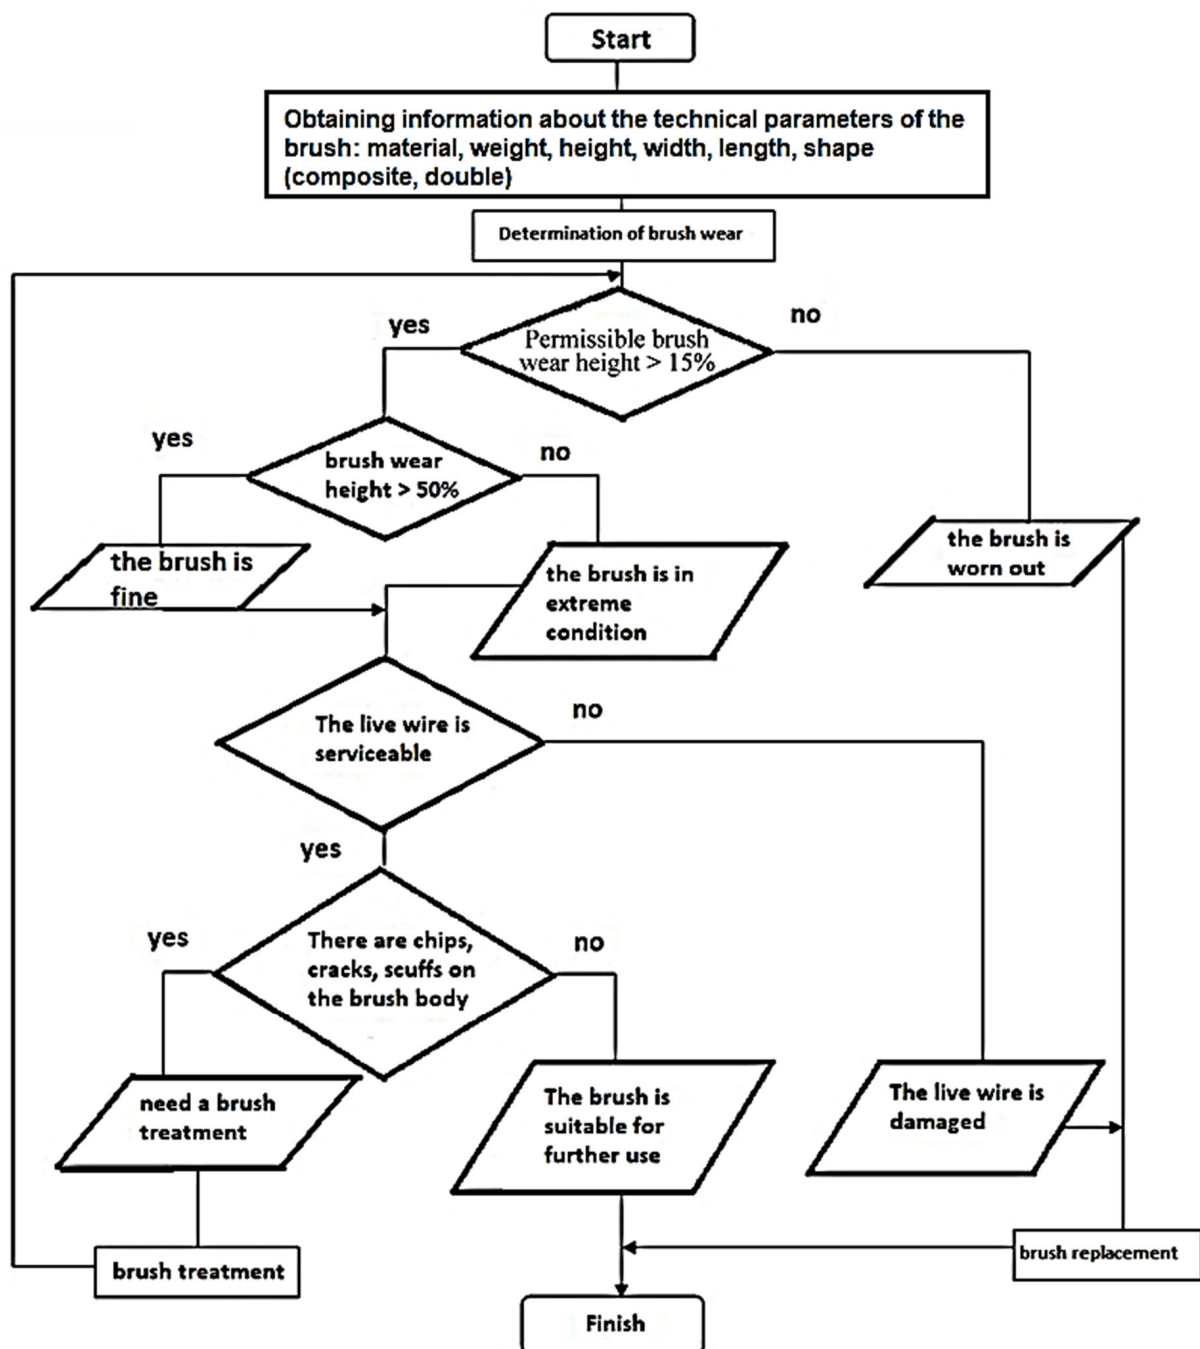 Start
Obtaining information about the technical parameters of the
brush: material, weight, height, width, length, shape
(composite, double)
Determination of brush wear
yes
no
Permissible brush
wear height > 15%
yes
no
brush wear
height > 50%
the brush is
fine
the brush is in
extreme
condition
the brush is
worn out
The live wire is
serviceable
no
yes
yes
no
There are chips,
cracks, scuffs on
the brush body
need a brush
treatment
The brush is
suitable for
further use
The live wire is
damaged
brush treatment
brush replacement
Finish